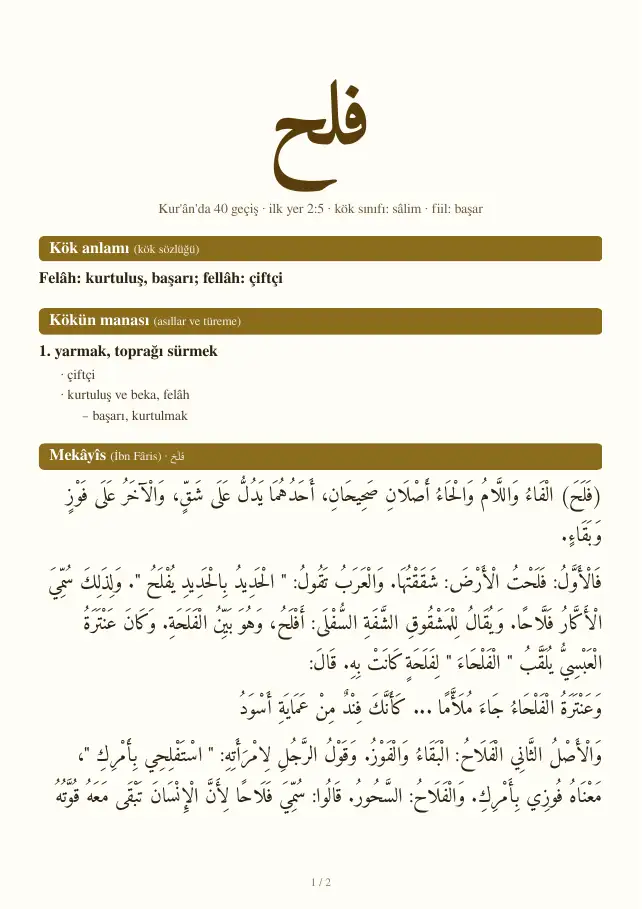 فلح
Kur'ân'da 40 geçiş · ilk yer 2:5 · kök sınıfı: sâlim · fiil: başar
Kök anlamı (kök sözlüğü)
Felâh: kurtuluş, başarı; fellâh: çiftçi
Kökün manası (asıllar ve türeme)
1. yarmak, toprağı sürmek
· çiftçi
· kurtuluş ve beka, felâh
– başarı, kurtulmak
Mekâyîs (İbn Fâris) · فَلَحَ
(فَلَحَ) الْفَاءُ وَاللَّامُ وَالْحَاءُ أَصْلَانِ صَحِيحَانِ، أَحَدُهُمَا يَدُلُّ عَلَى شَقٍّ، وَالْآخَرُ عَلَى فَوْزٍ
وَبَقَاءٍ.
فَالْأَوَّلُ: فَلَحْتُ الْأَرْضَ: شَقَقْتُهَا. وَالْعَرَبُ تَقُولُ: " الْحَدِيدُ بِالْحَدِيدِ يُفْلَحُ ". وَلِذَلِكَ سُمِّيَ
الْأَكَّارُ فَلَّاحًا. وَيُقَالُ لِلْمَشْقُوقِ الشَّفَةِ السُّفْلَى: أَفْلَحُ، وَهُوَ بَيِّنُ الْفَلَحَةِ. وَكَانَ عَنْتَرَةُ
الْعَبْسِيُّ يُلَقَّبُ " الْفَلْحَاءَ " لِفَلَحَةٍ كَانَتْ بِهِ. قَالَ:
وَعَنْتَرَةُ الْفَلْحَاءُ جَاءَ مُلَأَّمًا ... كَأَنَّكَ فِنْدٌ مِنْ عَمَايَةِ أَسْوَدُ
وَالْأَصْلُ الثَّانِي الْفَلَاحُ: الْبَقَاءُ وَالْفَوْزُ. وَقَوْلُ الرَّجُلِ لِامْرَأَتِهِ: " اسْتَفْلِحِي بِأَمْرِكِ "،
مَعْنَاهُ فُوزِي بِأَمْرِكِ. وَالْفَلَاحُ: السَّحُورُ. قَالُوا: سُمِّيَ فَلَاحًا لِأَنَّ الْإِنْسَانَ تَبْقَى مَعَهُ قُوَّتُهُ
1 / 2